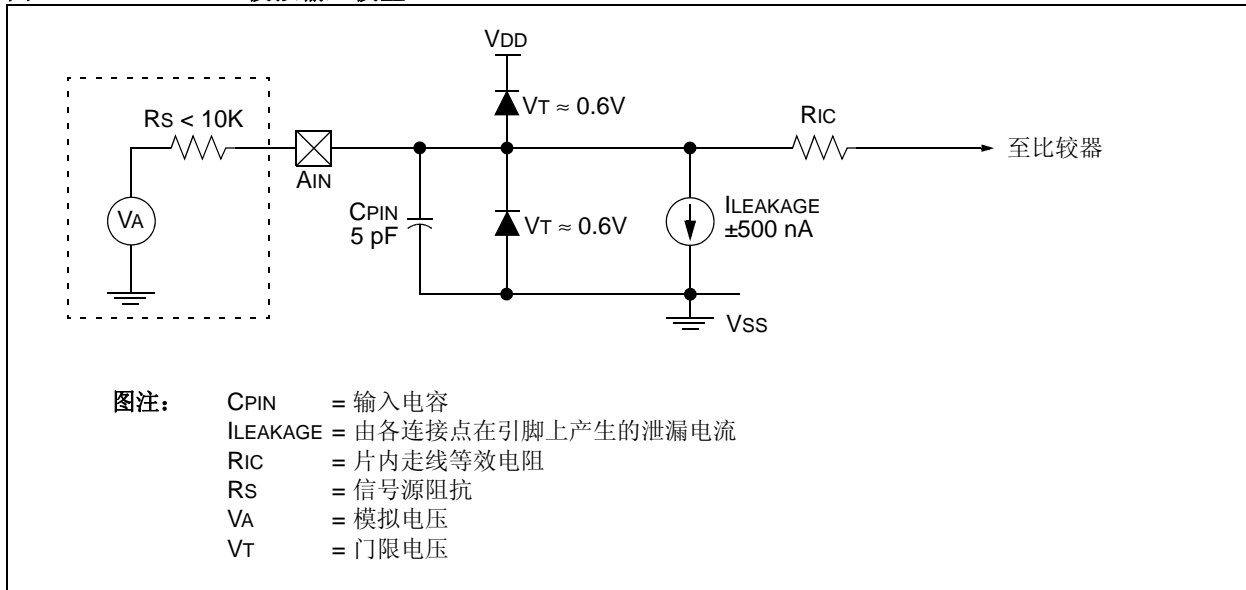 VDD
VT ≈ 0.6V
RS < 10K
RIC
AIN
至比较器
VA
CPIN
5 pF
VT ≈ 0.6V
ILEAKAGE
±500 nA
VSS
图注: CPIN = 输入电容
ILEAKAGE = 由各连接点在引脚上产生的泄漏电流
RIC = 片内走线等效电阻
RS = 信号源阻抗
VA = 模拟电压
VT = 门限电压